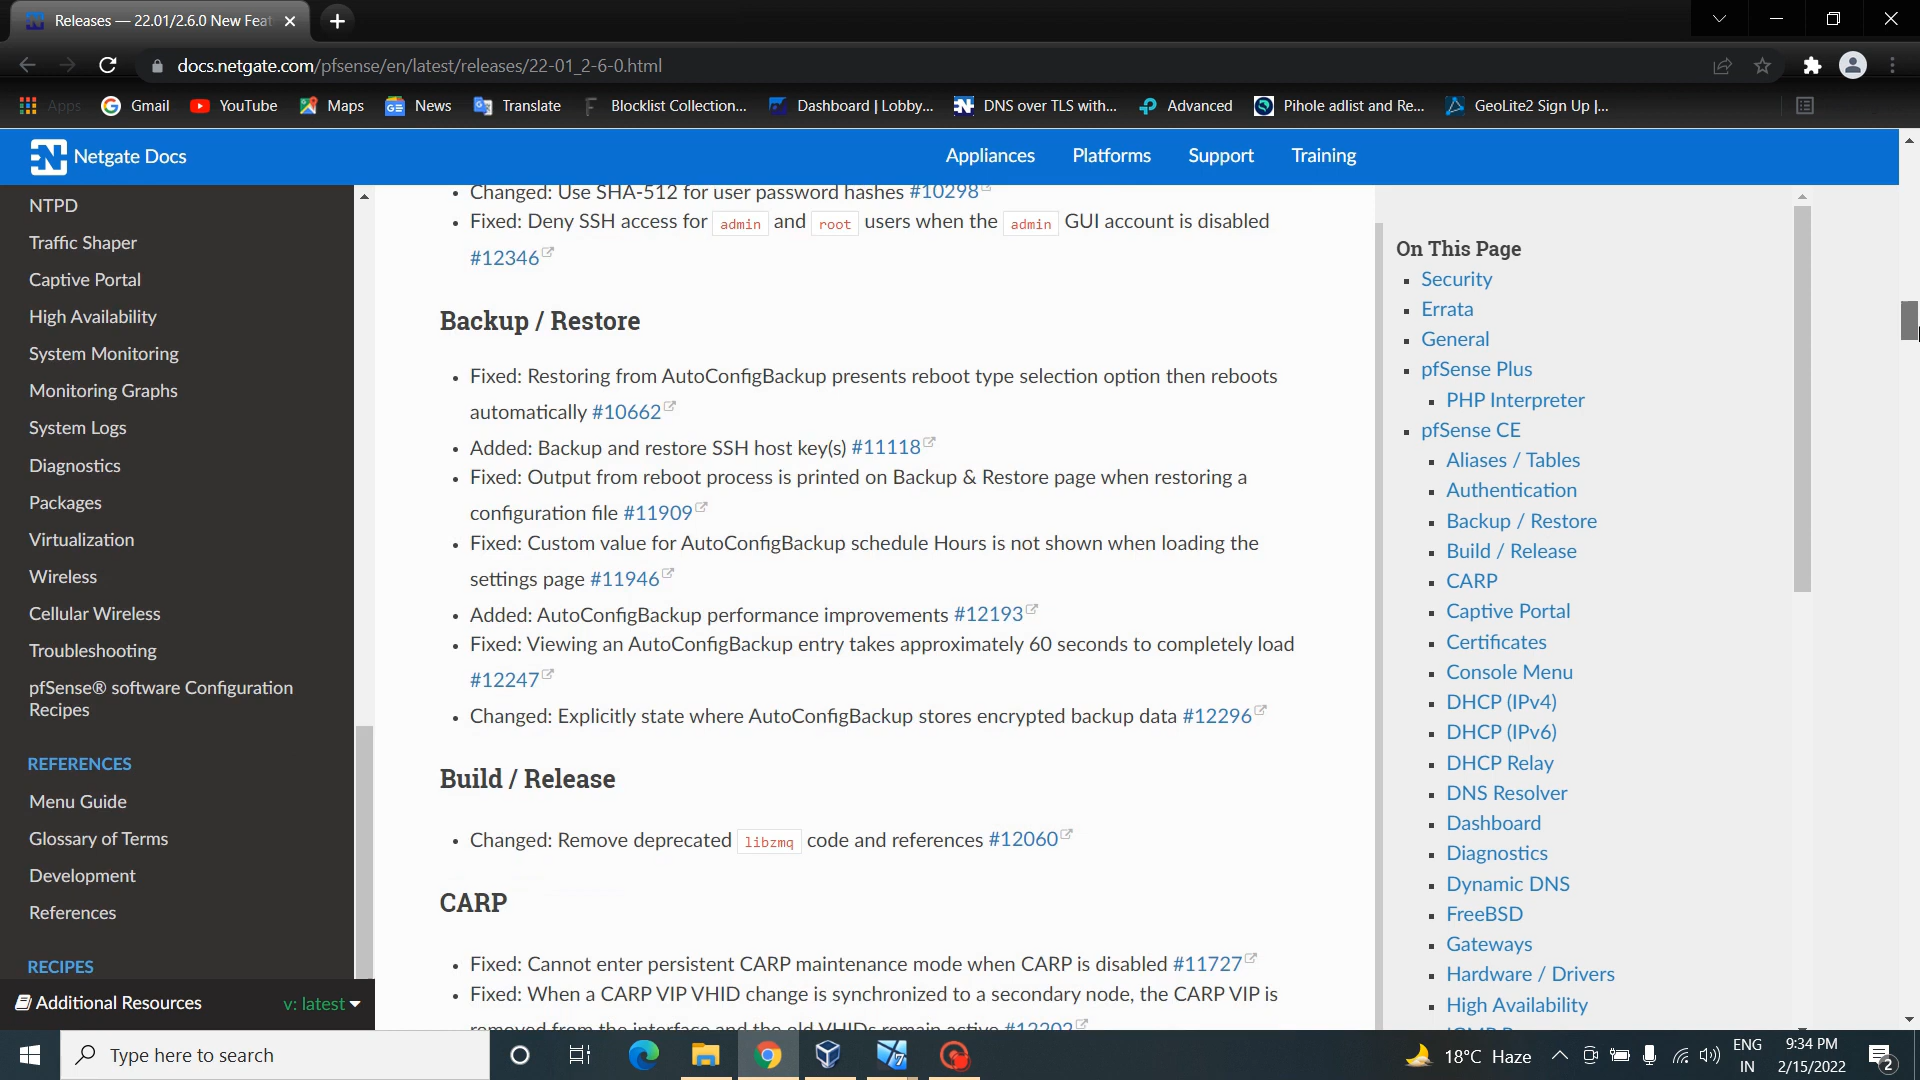 Releases — 22.01/2.6.0 New Feat
docs.netgate.com/pfsense/en/latest/releases/22-01_2-6-0.html
Apps Gmail YouTube Maps News Translate Blocklist Collection... Dashboard | Lobby... DNS over TLS with... Advanced Pihole adlist and Re... GeoLite2 Sign Up |...
Netgate Docs
Appliances Platforms Support Training
NTPD
Traffic Shaper
Captive Portal
High Availability
System Monitoring
Monitoring Graphs
System Logs
Diagnostics
Packages
Virtualization
Wireless
Cellular Wireless
Troubleshooting
pfSense® software Configuration
Recipes
REFERENCES
Menu Guide
Glossary of Terms
Development
References
RECIPES
Additional Resources v: latest
Changed: Use SHA-512 for user password hashes #10298
Fixed: Deny SSH access for admin and root users when the admin GUI account is disabled
#12346
Backup / Restore
Fixed: Restoring from AutoConfigBackup presents reboot type selection option then reboots
automatically #10662
Added: Backup and restore SSH host key(s) #11118
Fixed: Output from reboot process is printed on Backup & Restore page when restoring a
configuration file #11909
Fixed: Custom value for AutoConfigBackup schedule Hours is not shown when loading the
settings page #11946
Added: AutoConfigBackup performance improvements #12193
Fixed: Viewing an AutoConfigBackup entry takes approximately 60 seconds to completely load
#12247
Changed: Explicitly state where AutoConfigBackup stores encrypted backup data #12296
Build / Release
Changed: Remove deprecated libzmq code and references #12060
CARP
Fixed: Cannot enter persistent CARP maintenance mode when CARP is disabled #11727
Fixed: When a CARP VIP VHID change is synchronized to a secondary node, the CARP VIP is
removed from the interface and the old VHIDs remain active #12202
On This Page
Security
Errata
General
pfSense Plus
PHP Interpreter
pfSense CE
Aliases / Tables
Authentication
Backup / Restore
Build / Release
CARP
Captive Portal
Certificates
Console Menu
DHCP (IPv4)
DHCP (IPv6)
DHCP Relay
DNS Resolver
Dashboard
Diagnostics
Dynamic DNS
FreeBSD
Gateways
Hardware / Drivers
High Availability
Type here to search
18°C Haze
ENG
IN
9:34 PM
2/15/2022
2